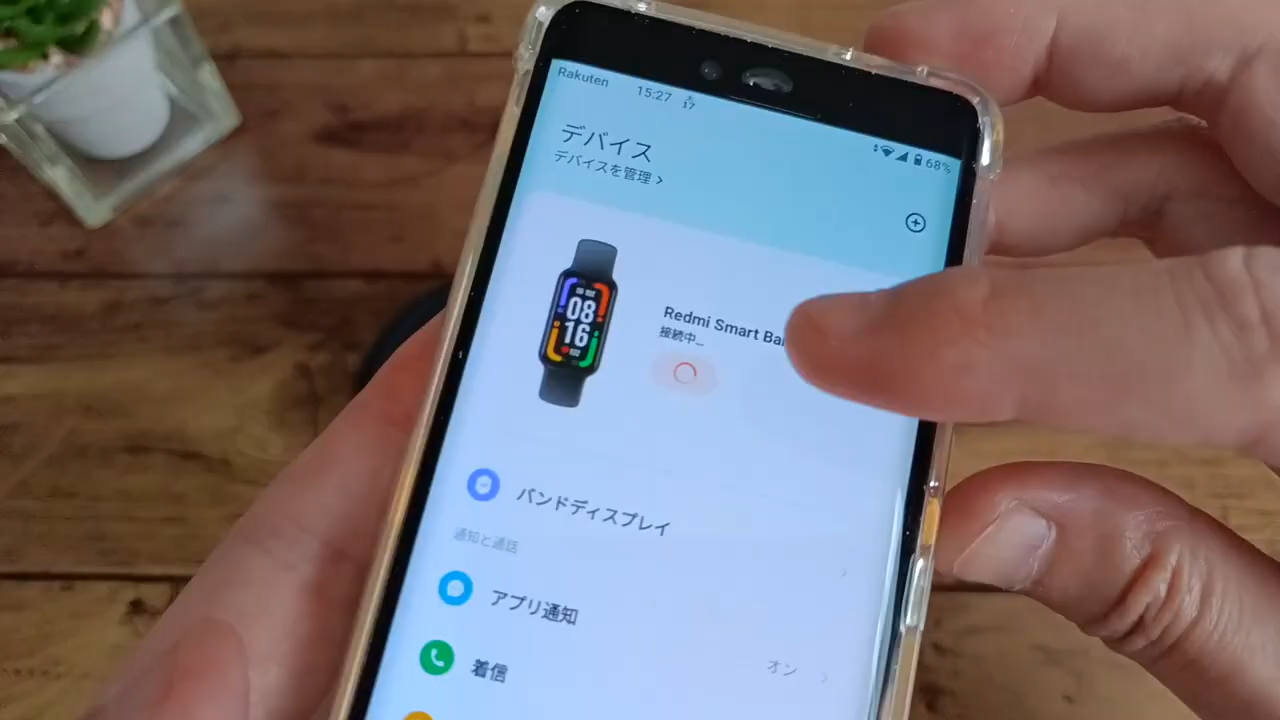 Rakuten 15:27 17 68%
デバイス
デバイスを管理 >
08
16
Redmi Smart Ba
接続中...
バンドディスプレイ
通知と通話
アプリ通知
オン >
着信